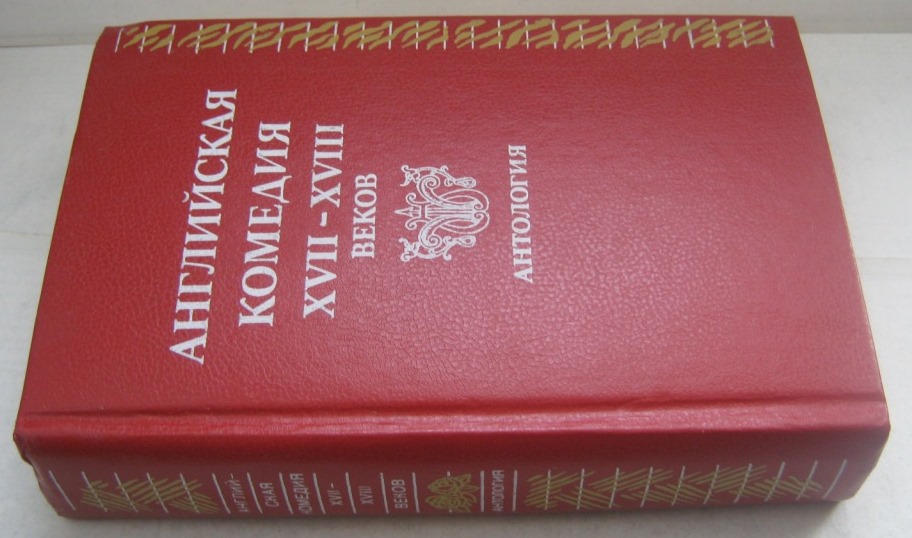 АНГЛИЙСКАЯ
КОМЕДИЯ
XVII-XVIII
ВЕКОВ
АНТОЛОГИЯ
АНГЛИЙ-
СКАЯ
КОМЕДИЯ
XVII-
XVIII
ВЕКОВ
АНТОЛОГИЯ